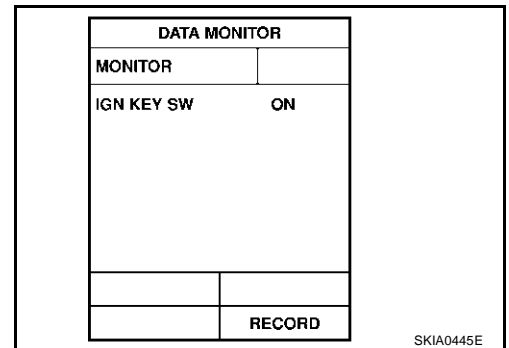 DATA MONITOR
MONITOR
IGN KEY SW ON
RECORD
SKIA0445E